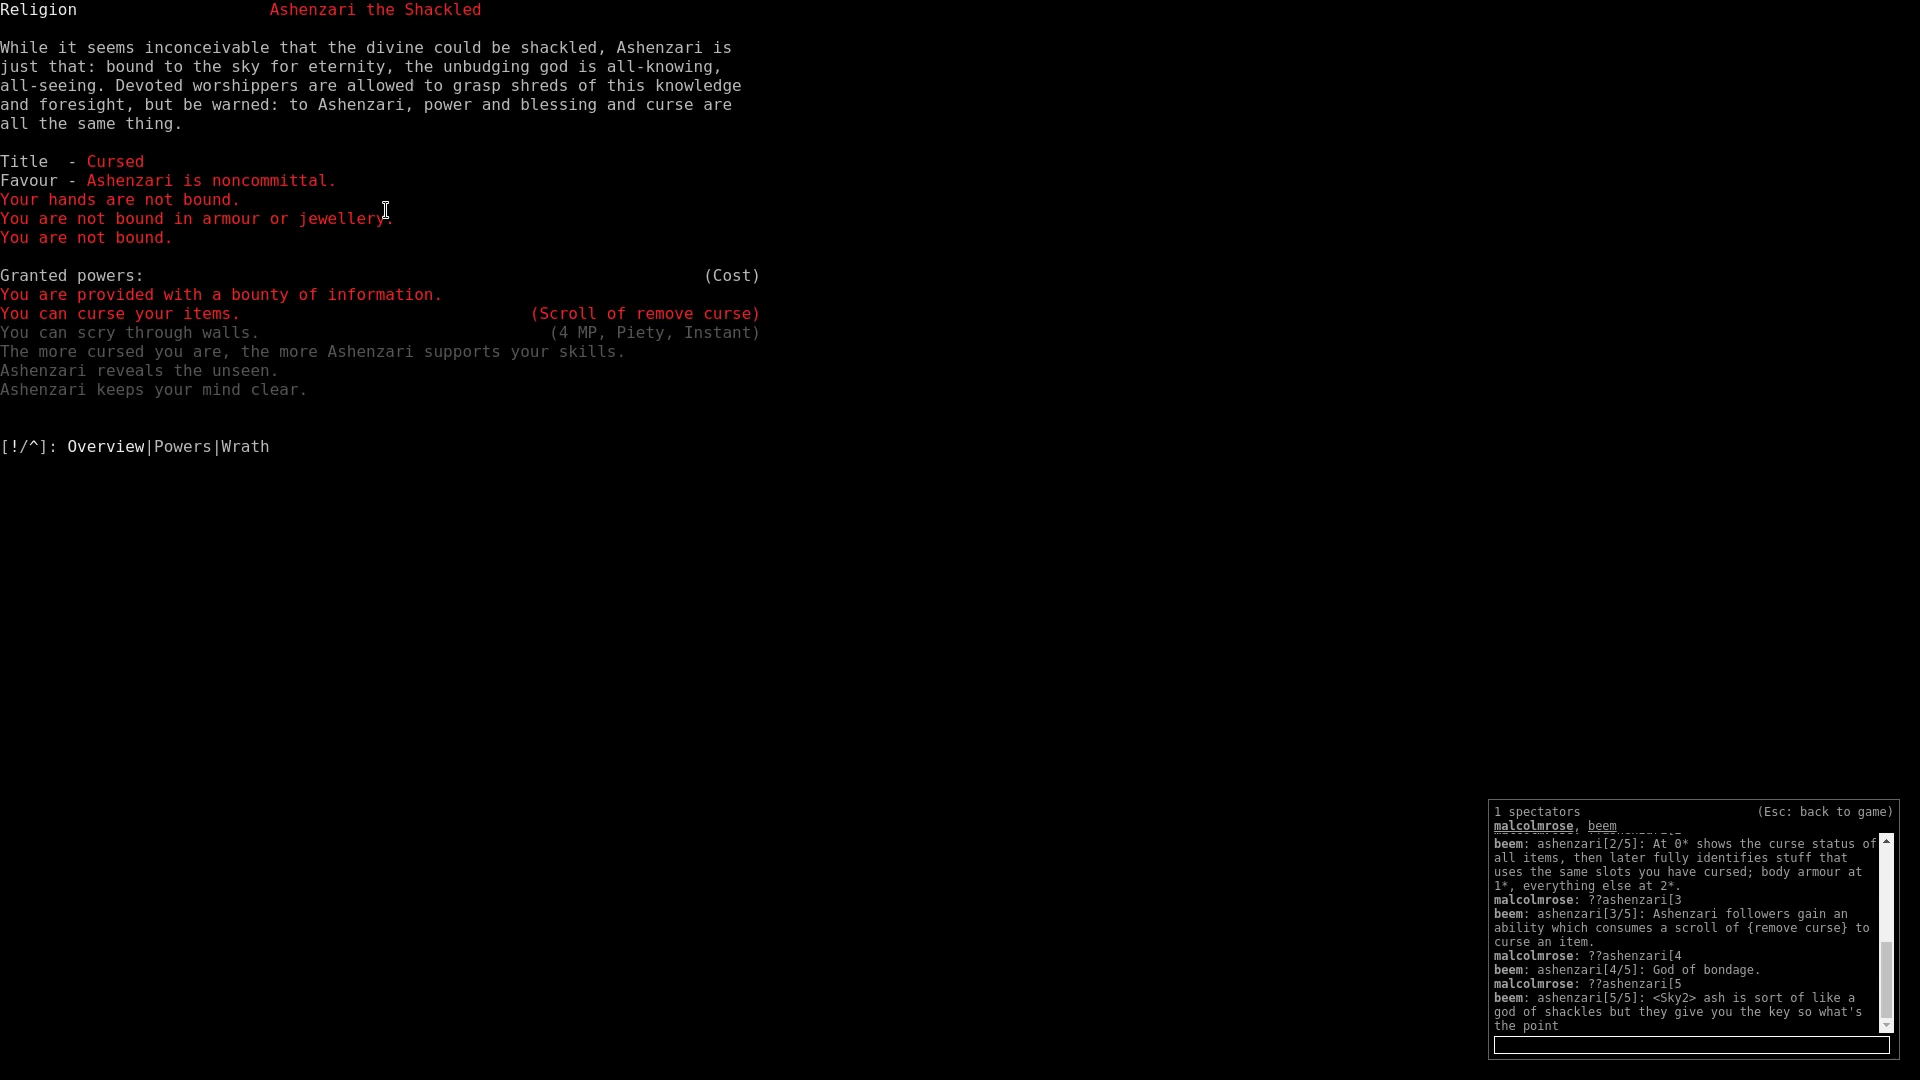 Religion Ashenzari the Shackled
While it seems inconceivable that the divine could be shackled, Ashenzari is
just that: bound to the sky for eternity, the unbudging god is all-knowing,
all-seeing. Devoted worshippers are allowed to grasp shreds of this knowledge
and foresight, but be warned: to Ashenzari, power and blessing and curse are
all the same thing.
Title - Cursed
Favour - Ashenzari is noncommittal.
Your hands are not bound.
You are not bound in armour or jewellery.
You are not bound.
Granted powers: (Cost)
You are provided with a bounty of information.
You can curse your items. (Scroll of remove curse)
You can scry through walls. (4 MP, Piety, Instant)
The more cursed you are, the more Ashenzari supports your skills.
Ashenzari reveals the unseen.
Ashenzari keeps your mind clear.
[!/^]: Overview|Powers|Wrath
1 spectators (Esc: back to game)
malcolmrose, beem
beem: ashenzari[2/5]: At 0* shows the curse status of
all items, then later fully identifies stuff that
uses the same slots you have cursed; body armour at
1*, everything else at 2*.
malcolmrose: ??ashenzari[3
beem: ashenzari[3/5]: Ashenzari followers gain an
ability which consumes a scroll of {remove curse} to
curse an item.
malcolmrose: ??ashenzari[4
beem: ashenzari[4/5]: God of bondage.
malcolmrose: ??ashenzari[5
beem: ashenzari[5/5]: <Sky2> ash is sort of like a
god of shackles but they give you the key so what's
the point